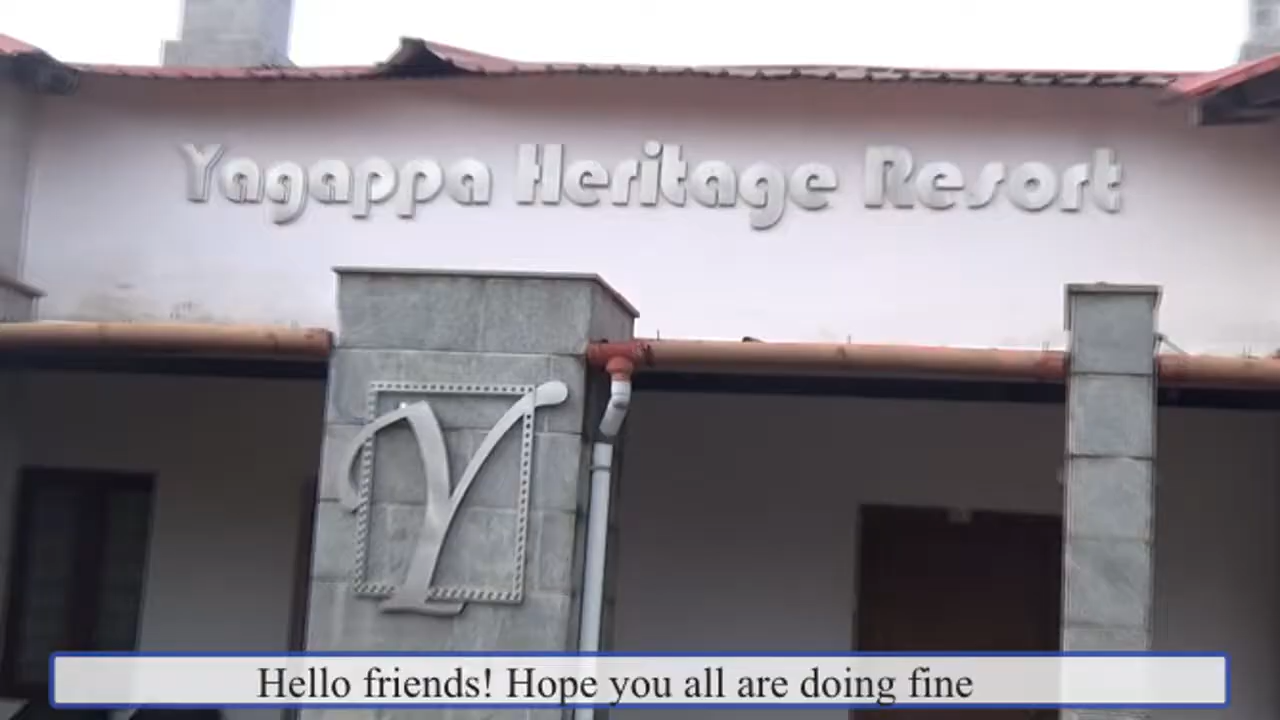 Yagappa Heritage Resort
Y
Hello friends! Hope you all are doing fine